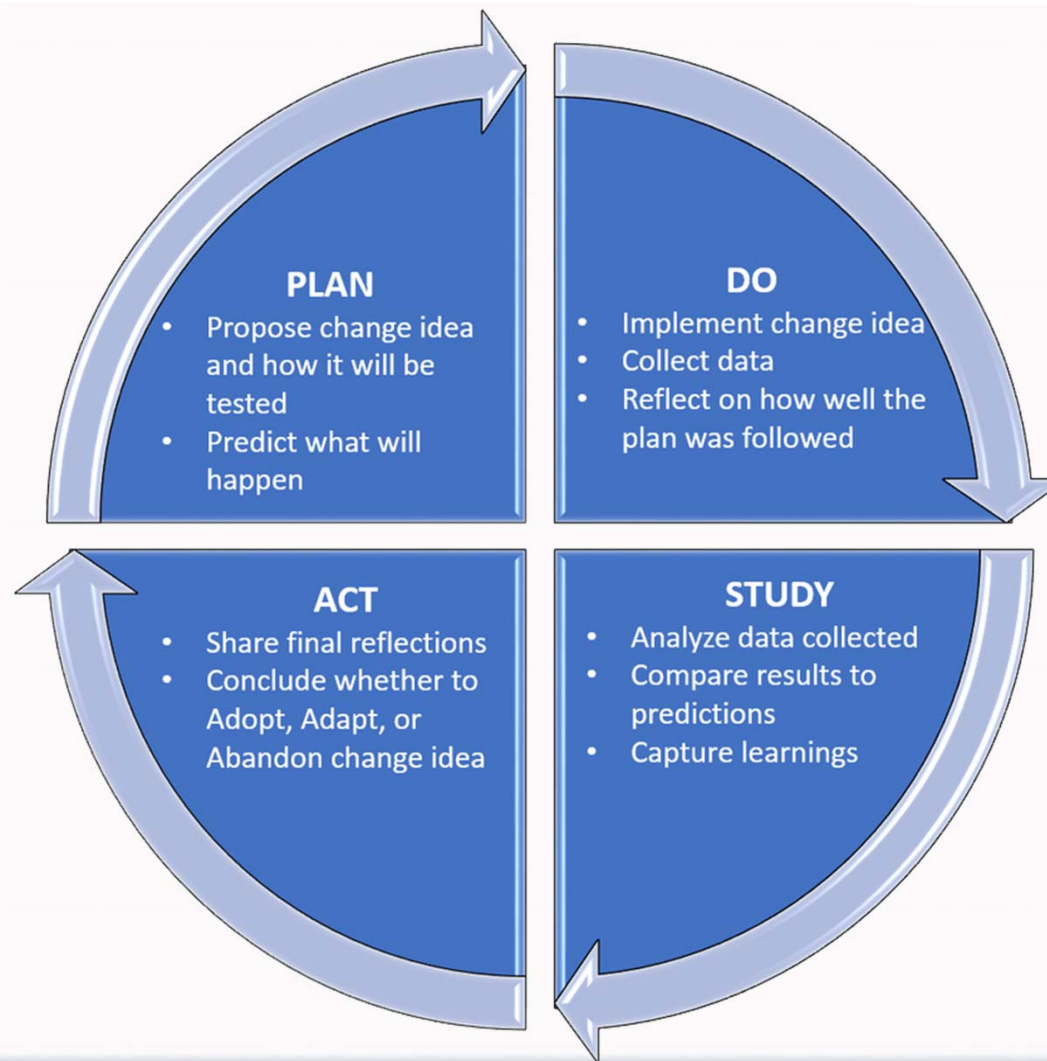 PLAN
• Propose change idea
and how it will be
tested
• Predict what will
happen
DO
• Implement change idea
• Collect data
• Reflect on how well the
plan was followed
STUDY
• Analyze data collected
• Compare results to
predictions
• Capture learnings
ACT
• Share final reflections
• Conclude whether to
Adopt, Adapt, or
Abandon change idea